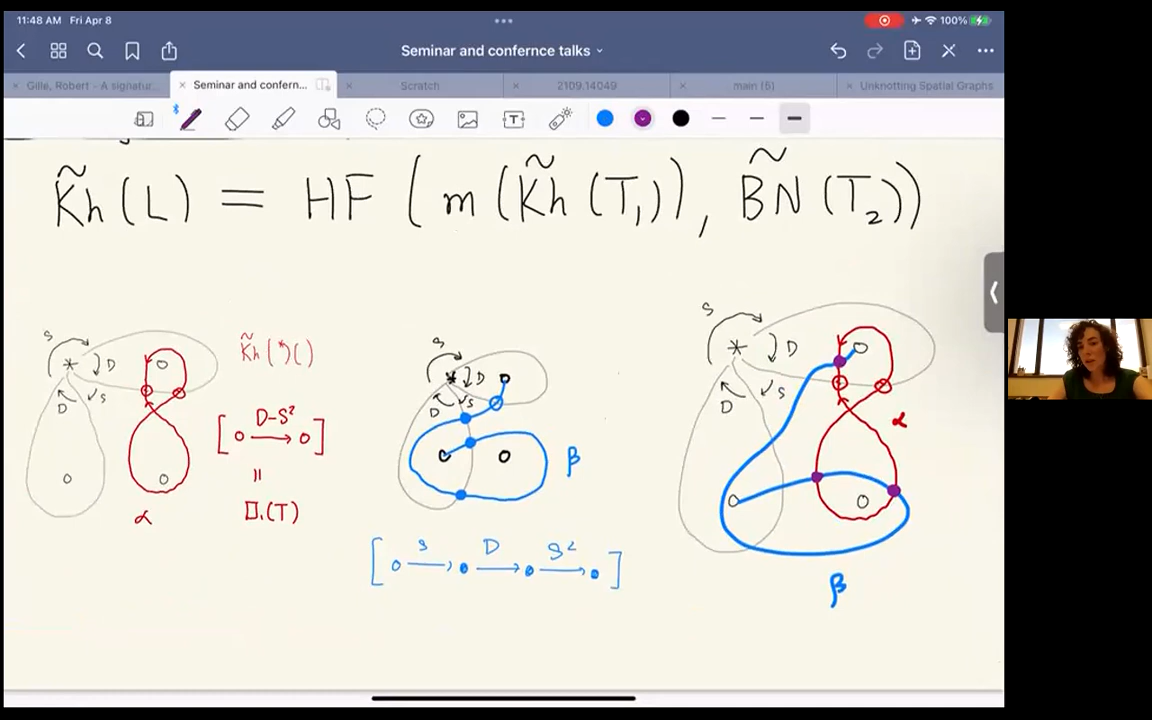 11:48 AM Fri Apr 8
100%
Seminar and confernce talks
Gille, Robert - A signatur...
Seminar and confern...
Scratch
2109.14049
main (6)
Unknotting Spatial Graphs
K̃h(L) = HF(m(K̃h(T₁)), B̃N(T₂))
S
* D
D S
α
K̃h()()
[o D-S² → o]
=
S
* D
D S
β
[o S → • D → • S² → •]
S
* D
D S
α
β